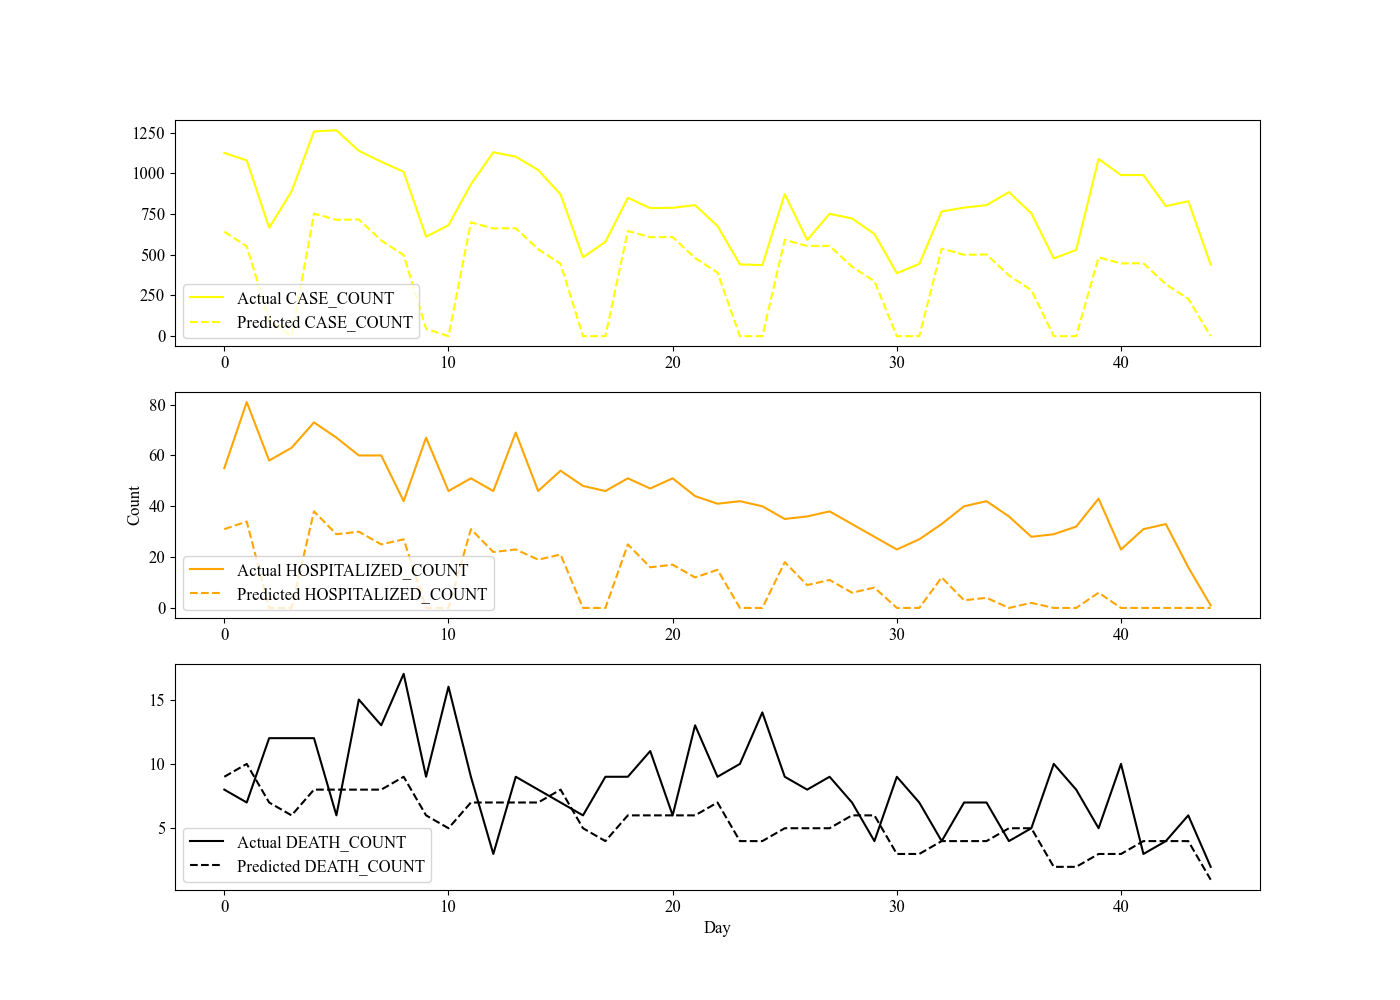 1250
1000
750
500
250
0
Actual CASE_COUNT
Predicted CASE_COUNT
0 10 20 30 40
80
60
40
20
0
Count
Actual HOSPITALIZED_COUNT
Predicted HOSPITALIZED_COUNT
0 10 20 30 40
15
10
5
Actual DEATH_COUNT
Predicted DEATH_COUNT
0 10 20 30 40
Day